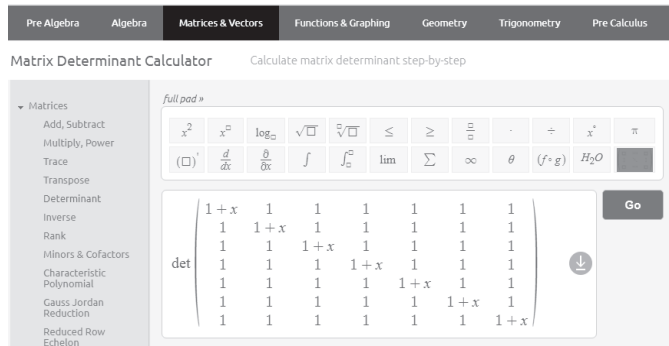 Pre Algebra Algebra Matrices & Vectors Functions & Graphing Geometry Trigonometry Pre Calculus
Matrix Determinant Calculator Calculate matrix determinant step-by-step
Matrices
Add, Subtract
Multiply, Power
Trace
Transpose
Determinant
Inverse
Rank
Minors & Cofactors
Characteristic
Polynomial
Gauss Jordan
Reduction
Reduced Row
Echelon
full pad »
x² x^□ log_□ √□ ^□√□ ≤ ≥ □/□ · ÷ x° π
(□)' d/dx ∂/∂x ∫ ∫_□^□ lim ∑ ∞ θ (f∘g) H₂O
Go
det
1+x 1 1 1 1 1 1
1 1+x 1 1 1 1 1
1 1 1+x 1 1 1 1
1 1 1 1+x 1 1 1
1 1 1 1 1+x 1 1
1 1 1 1 1 1+x 1
1 1 1 1 1 1 1+x